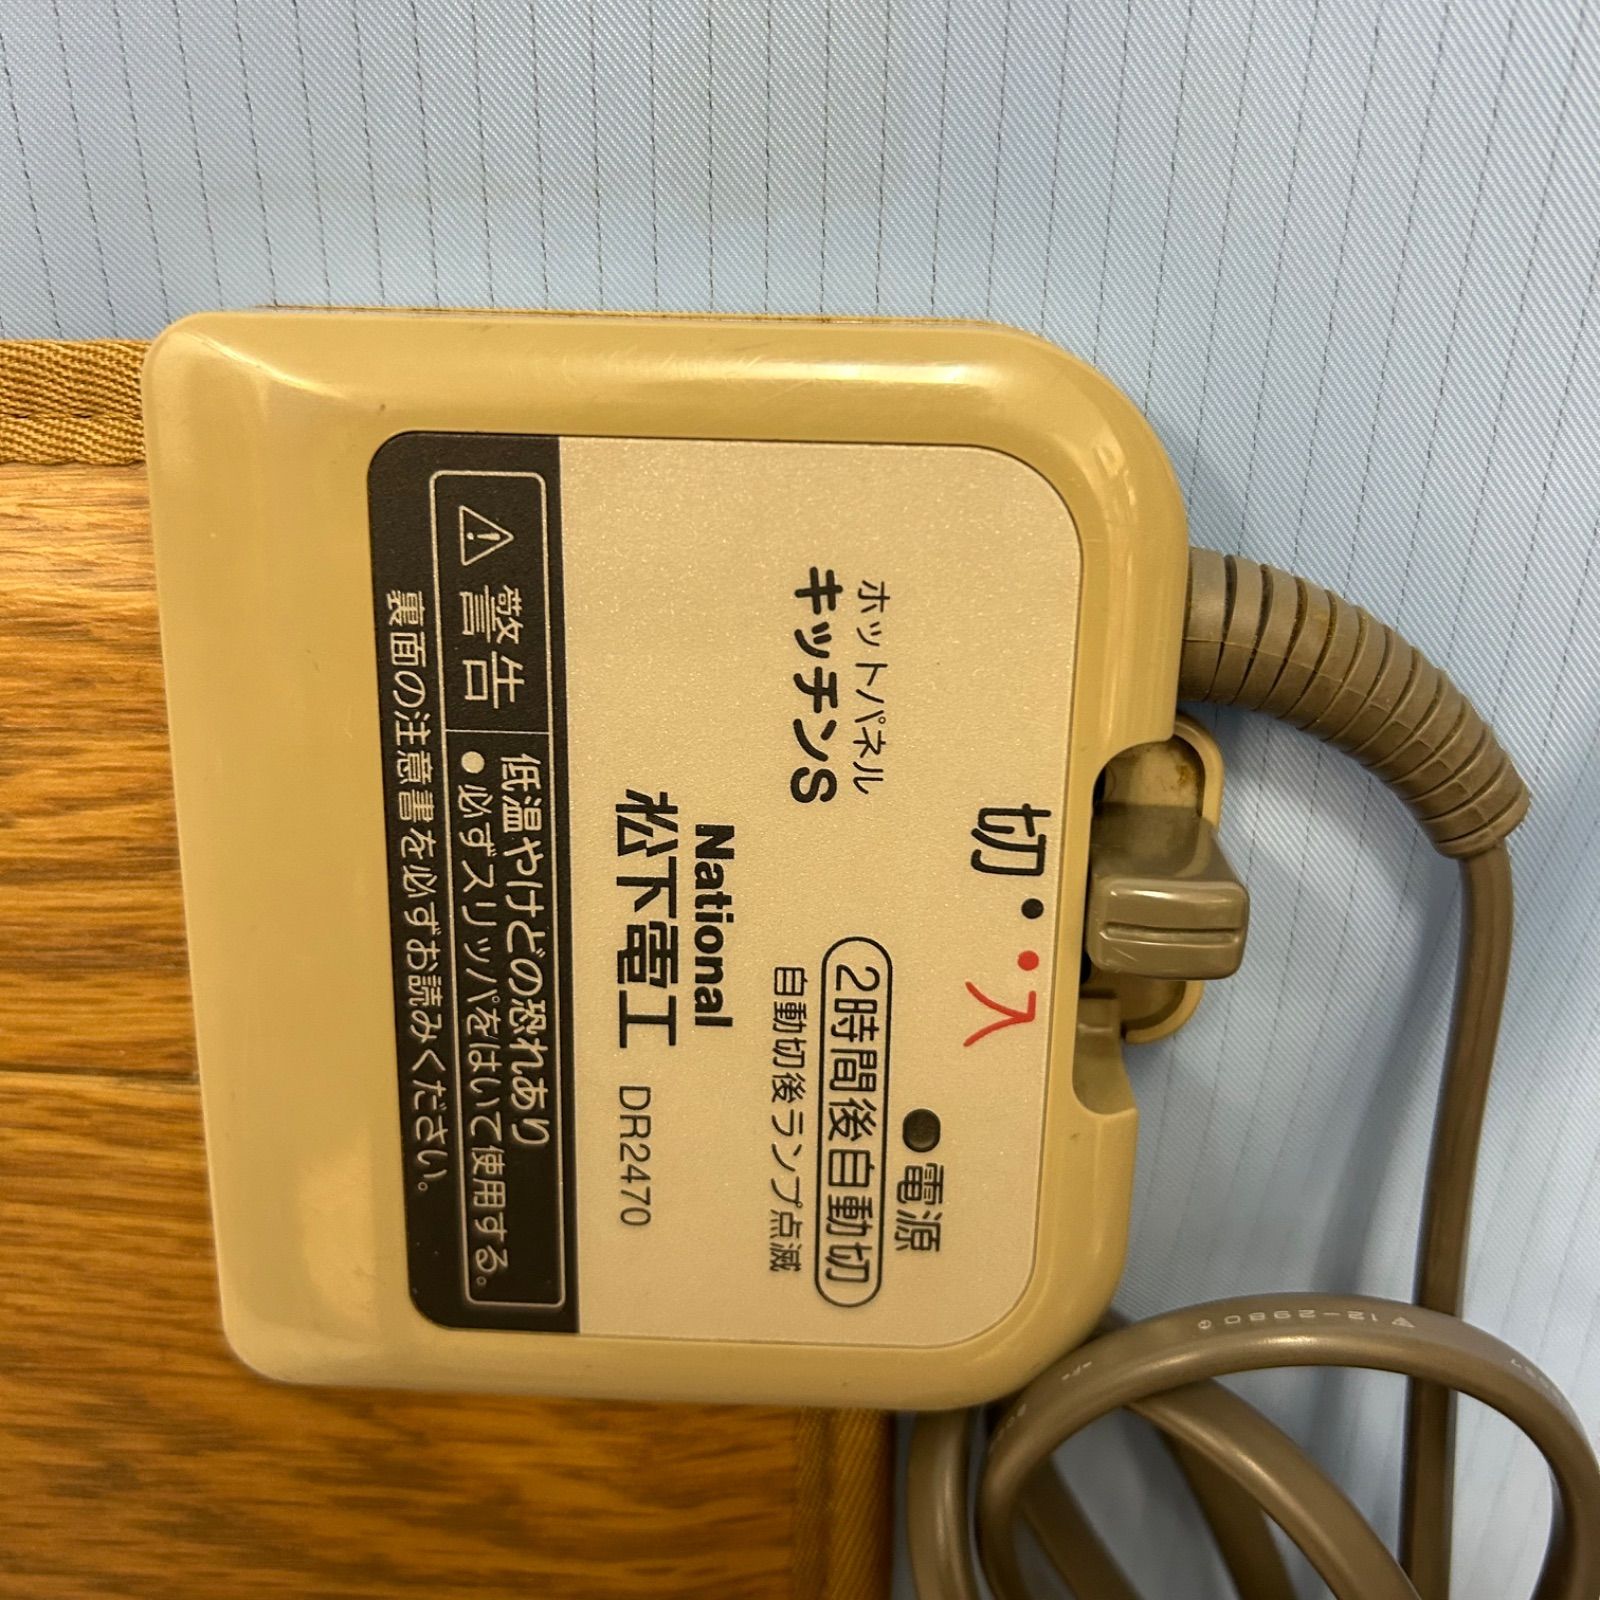 切・・入
電源
ホットパネル
キッチンS
2時間後自動切
自動切後ランプ点滅
National
松下電工 DR2470
警告
低温やけどの恐れあり
●必ずスリッパをはいて使用する。
裏面の注意書を必ずお読みください。
12-2980